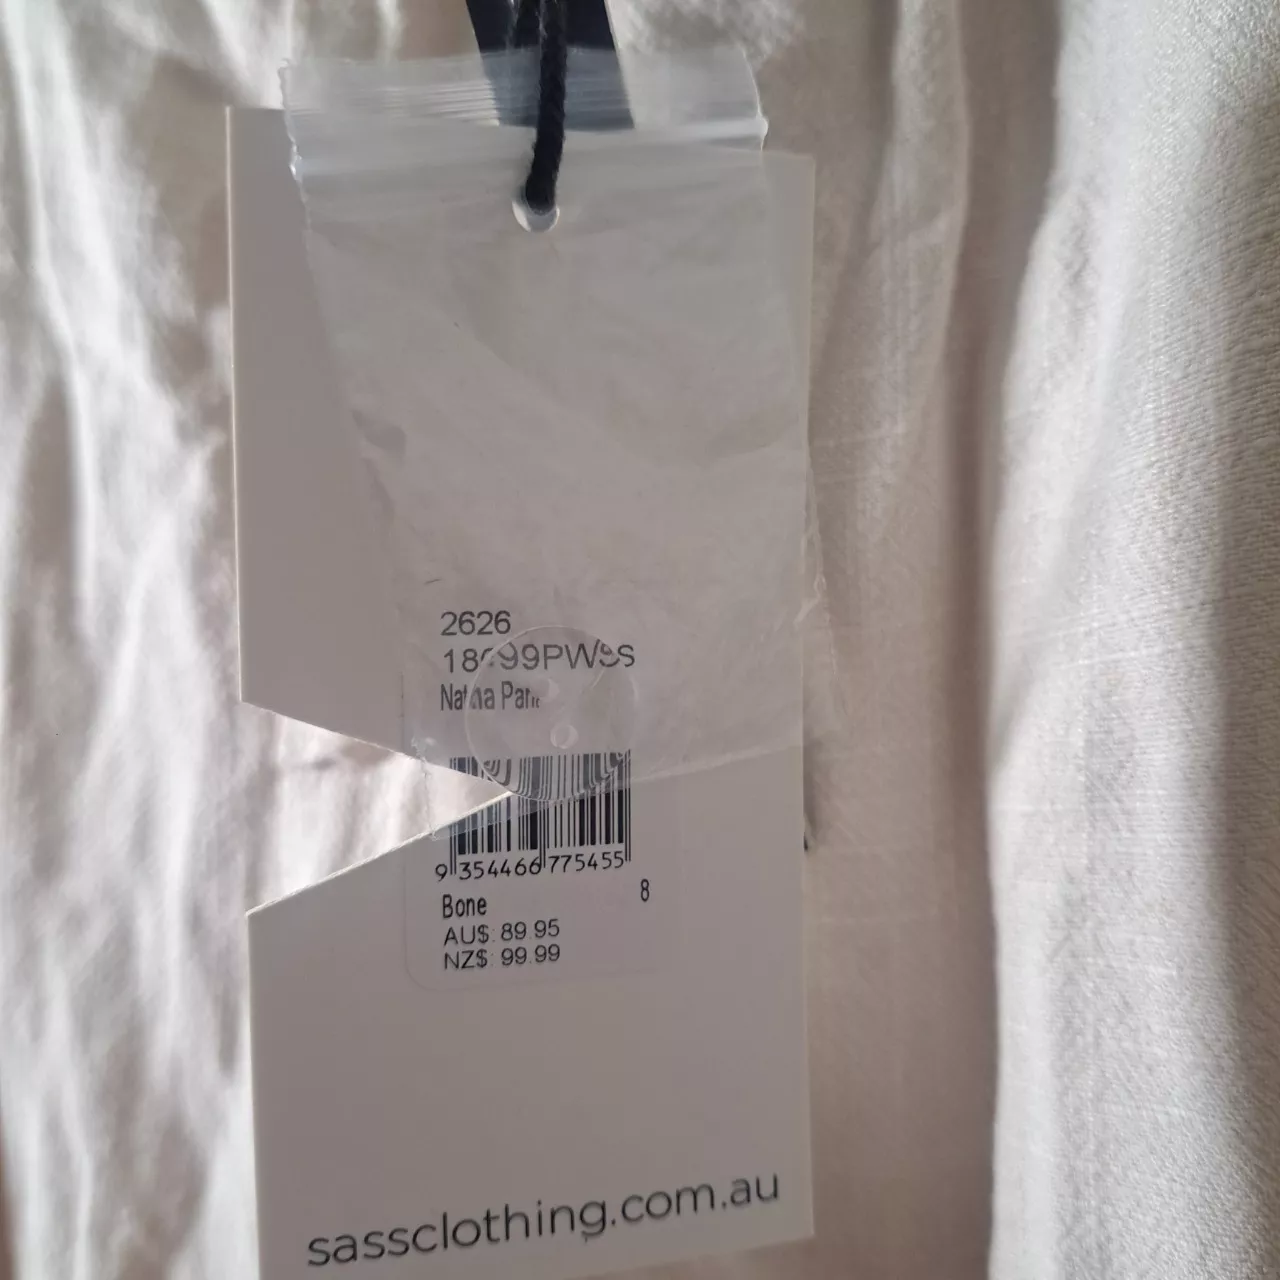 2626
9 354466 775455
Bone 8
AU$: 89.95
NZ$: 99.99
sassclothing.com.au